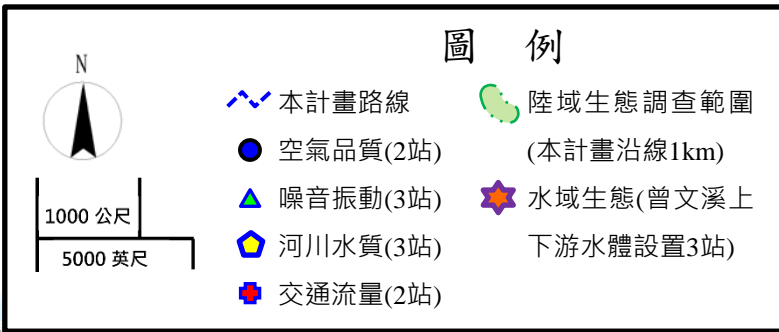 圖 例
N
本計畫路線
空氣品質(2站)
噪音振動(3站)
河川水質(3站)
交通流量(2站)
陸域生態調查範圍
(本計畫沿線1km)
水域生態(曾文溪上
下游水體設置3站)
1000 公尺
5000 英尺